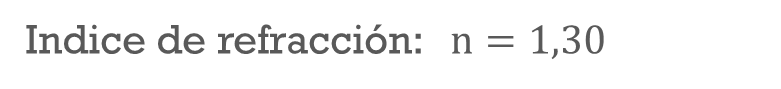 Indice de refracción: n = 1,30